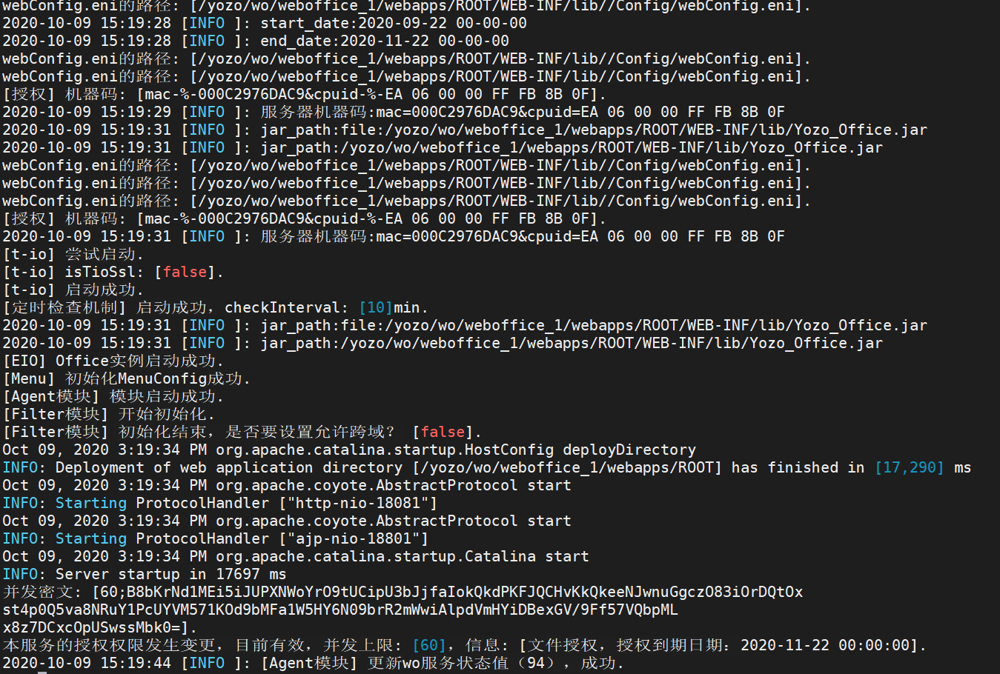 webConfig.eni的路径: [/yozo/wo/weboffice_1/webapps/ROOT/WEB-INF/lib//Config/webConfig.eni].
2020-10-09 15:19:28 [INFO ]: start_date:2020-09-22 00-00-00
2020-10-09 15:19:28 [INFO ]: end_date:2020-11-22 00-00-00
webConfig.eni的路径: [/yozo/wo/weboffice_1/webapps/ROOT/WEB-INF/lib//Config/webConfig.eni].
webConfig.eni的路径: [/yozo/wo/weboffice_1/webapps/ROOT/WEB-INF/lib//Config/webConfig.eni].
[授权] 机器码: [mac-%-000C2976DAC9&cpuid-%-EA 06 00 00 FF FB 8B 0F].
2020-10-09 15:19:29 [INFO ]: 服务器机器码:mac=000C2976DAC9&cpuid=EA 06 00 00 FF FB 8B 0F
2020-10-09 15:19:31 [INFO ]: jar_path:file:/yozo/wo/weboffice_1/webapps/ROOT/WEB-INF/lib/Yozo_Office.jar
2020-10-09 15:19:31 [INFO ]: jar_path:/yozo/wo/weboffice_1/webapps/ROOT/WEB-INF/lib/Yozo_Office.jar
webConfig.eni的路径: [/yozo/wo/weboffice_1/webapps/ROOT/WEB-INF/lib//Config/webConfig.eni].
webConfig.eni的路径: [/yozo/wo/weboffice_1/webapps/ROOT/WEB-INF/lib//Config/webConfig.eni].
webConfig.eni的路径: [/yozo/wo/weboffice_1/webapps/ROOT/WEB-INF/lib//Config/webConfig.eni].
[授权] 机器码: [mac-%-000C2976DAC9&cpuid-%-EA 06 00 00 FF FB 8B 0F].
2020-10-09 15:19:31 [INFO ]: 服务器机器码:mac=000C2976DAC9&cpuid=EA 06 00 00 FF FB 8B 0F
[t-io] 尝试启动.
[t-io] isTioSsl: [false].
[t-io] 启动成功.
[定时检查机制] 启动成功，checkInterval: [10]min.
2020-10-09 15:19:31 [INFO ]: jar_path:file:/yozo/wo/weboffice_1/webapps/ROOT/WEB-INF/lib/Yozo_Office.jar
2020-10-09 15:19:31 [INFO ]: jar_path:/yozo/wo/weboffice_1/webapps/ROOT/WEB-INF/lib/Yozo_Office.jar
[EIO] Office实例启动成功.
[Menu] 初始化MenuConfig成功.
[Agent模块] 模块启动成功.
[Filter模块] 开始初始化.
[Filter模块] 初始化结束，是否要设置允许跨域？ [false].
Oct 09, 2020 3:19:34 PM org.apache.catalina.startup.HostConfig deployDirectory
INFO: Deployment of web application directory [/yozo/wo/weboffice_1/webapps/ROOT] has finished in [17,290] ms
Oct 09, 2020 3:19:34 PM org.apache.coyote.AbstractProtocol start
INFO: Starting ProtocolHandler ["http-nio-18081"]
Oct 09, 2020 3:19:34 PM org.apache.coyote.AbstractProtocol start
INFO: Starting ProtocolHandler ["ajp-nio-18801"]
Oct 09, 2020 3:19:34 PM org.apache.catalina.startup.Catalina start
INFO: Server startup in 17697 ms
并发密文: [60;B8bKrNd1MEi5iJUPXNWoYrO9tUCipU3bJjfaIokQkdPKFJQCHvKkQkeeNJwnuGgczO83iOrDQtOx
st4p0Q5va8NRuY1PcUYVM571KOd9bMFa1W5HY6N09brR2mWwiAlpdVmHYiDBexGV/9Ff57VQbpML
x8z7DCxcOpUSwssMbk0=].
本服务的授权权限发生变更，目前有效，并发上限: [60]，信息: [文件授权，授权到期日期：2020-11-22 00:00:00].
2020-10-09 15:19:44 [INFO ]: [Agent模块] 更新wo服务状态值（94），成功.